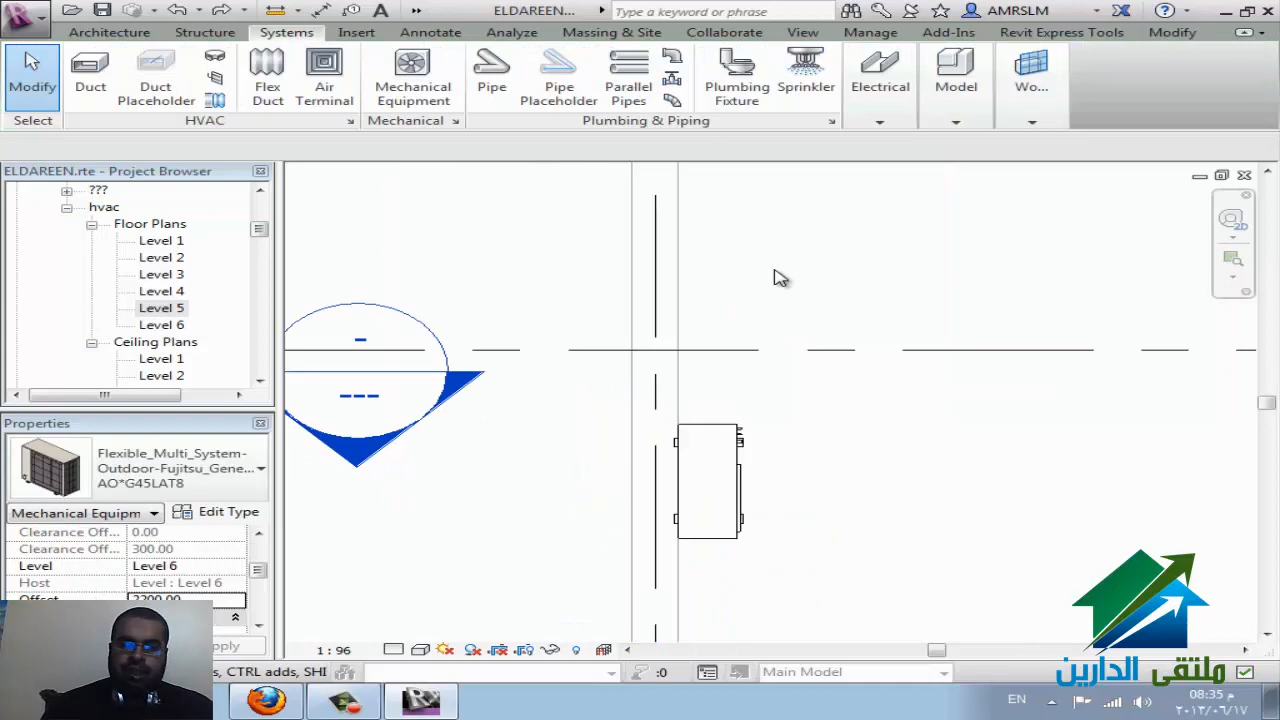 ELDAREEN...
Type a keyword or phrase
AMRSLM
Architecture Structure Systems Insert Annotate Analyze Massing & Site Collaborate View Manage Add-Ins Revit Express Tools Modify
Modify Duct Duct Placeholder Flex Duct Air Terminal Mechanical Equipment Pipe Pipe Placeholder Parallel Pipes Plumbing Fixture Sprinkler Electrical Model Wo...
Select HVAC Mechanical Plumbing & Piping
ELDAREEN.rte - Project Browser
???
hvac
Floor Plans
Level 1
Level 2
Level 3
Level 4
Level 5
Level 6
Ceiling Plans
Level 1
Level 2
Properties
Flexible_Multi_System-
Outdoor-Fujitsu_Gene...
AO*G45LAT8
Mechanical Equipm Edit Type
Clearance Off... 0.00
Clearance Off... 300.00
Level Level 6
Host Level : Level 6
Offset
2D
1 : 96
CTRL adds, SHI
:0
Main Model
ملتقى الدارين
EN
08:35 م
٢٠١٣/٠٦/١٧